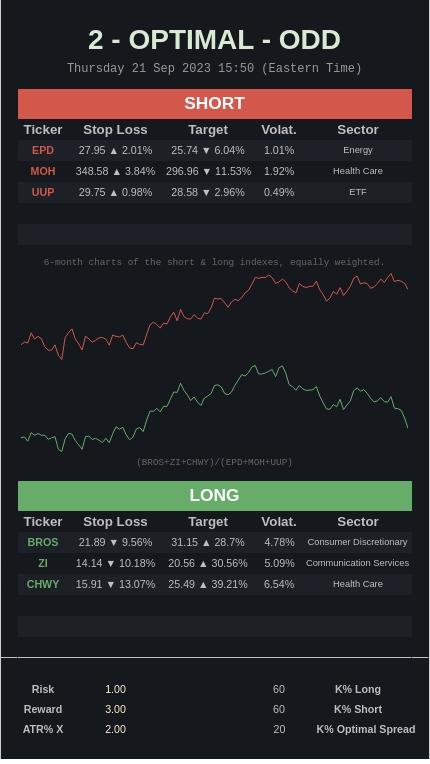 2 - OPTIMAL - ODD
Thursday 21 Sep 2023 15:50 (Eastern Time)
SHORT
Ticker Stop Loss Target Volat. Sector
EPD 27.95 ▲ 2.01% 25.74 ▼ 6.04% 1.01% Energy
MOH 348.58 ▲ 3.84% 296.96 ▼ 11.53% 1.92% Health Care
UUP 29.75 ▲ 0.98% 28.58 ▼ 2.96% 0.49% ETF
6-month charts of the short & long indexes, equally weighted.
(BROS+ZI+CHWY)/(EPD+MOH+UUP)
LONG
Ticker Stop Loss Target Volat. Sector
BROS 21.89 ▼ 9.56% 31.15 ▲ 28.7% 4.78% Consumer Discretionary
ZI 14.14 ▼ 10.18% 20.56 ▲ 30.56% 5.09% Communication Services
CHWY 15.91 ▼ 13.07% 25.49 ▲ 39.21% 6.54% Health Care
Risk 1.00 60 K% Long
Reward 3.00 60 K% Short
ATR% X 2.00 20 K% Optimal Spread